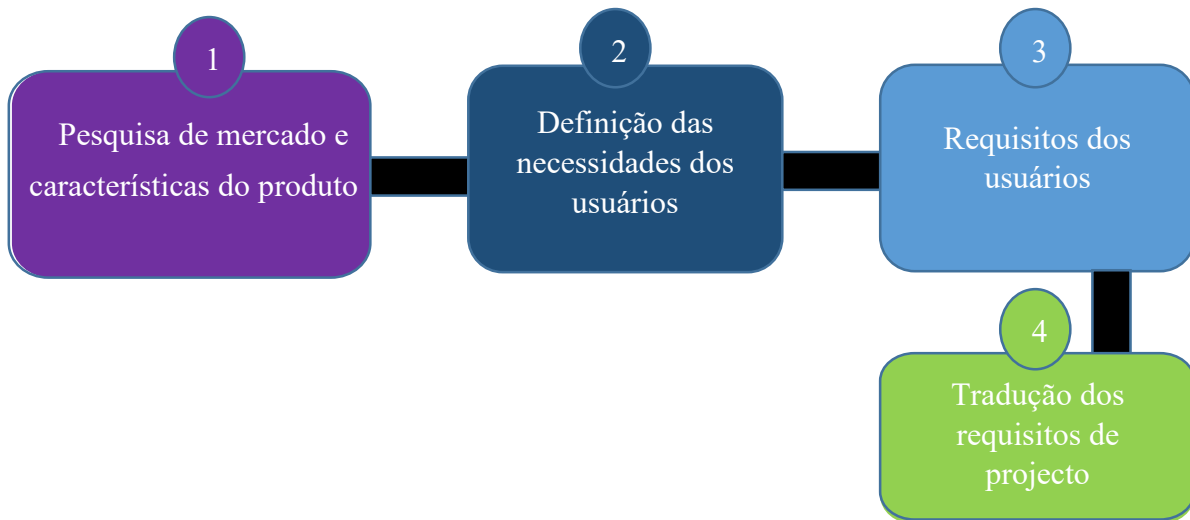 1
Pesquisa de mercado e
características do produto
2
Definição das
necessidades dos
usuários
3
Requisitos dos
usuários
4
Tradução dos
requisitos de
projecto